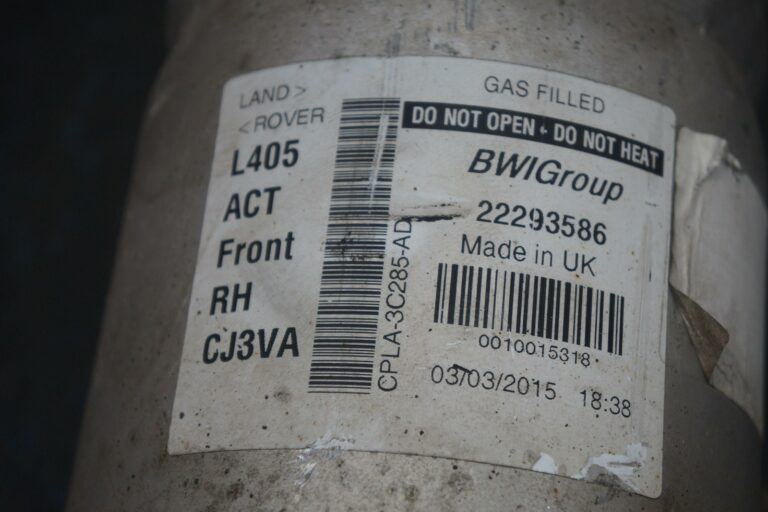 LAND >
< ROVER
L405
ACT
Front
RH
CJ3VA
CPLA-3C285-AD
GAS FILLED
DO NOT OPEN - DO NOT HEAT
BWIGroup
22293586
Made in UK
0010015318
03/03/2015 18:38